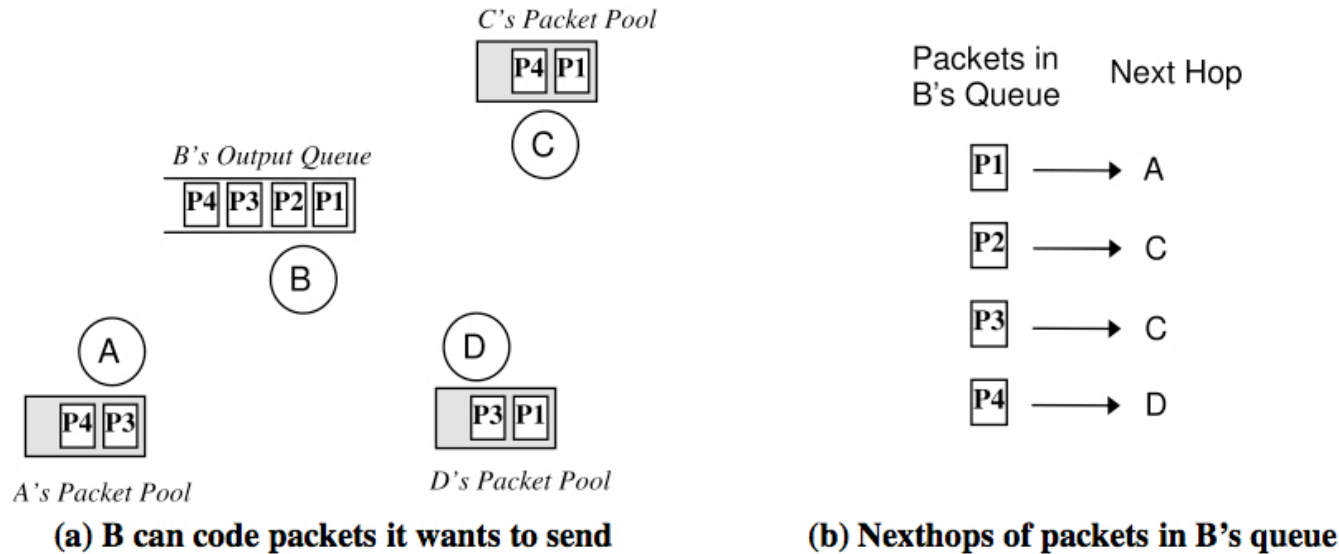 C's Packet Pool
P4 P1
C
B's Output Queue
P4 P3 P2 P1
B
A
P4 P3
A's Packet Pool
D
P3 P1
D's Packet Pool
(a) B can code packets it wants to send
Packets in
B's Queue
Next Hop
P1 A
P2 C
P3 C
P4 D
(b) Nexthops of packets in B's queue